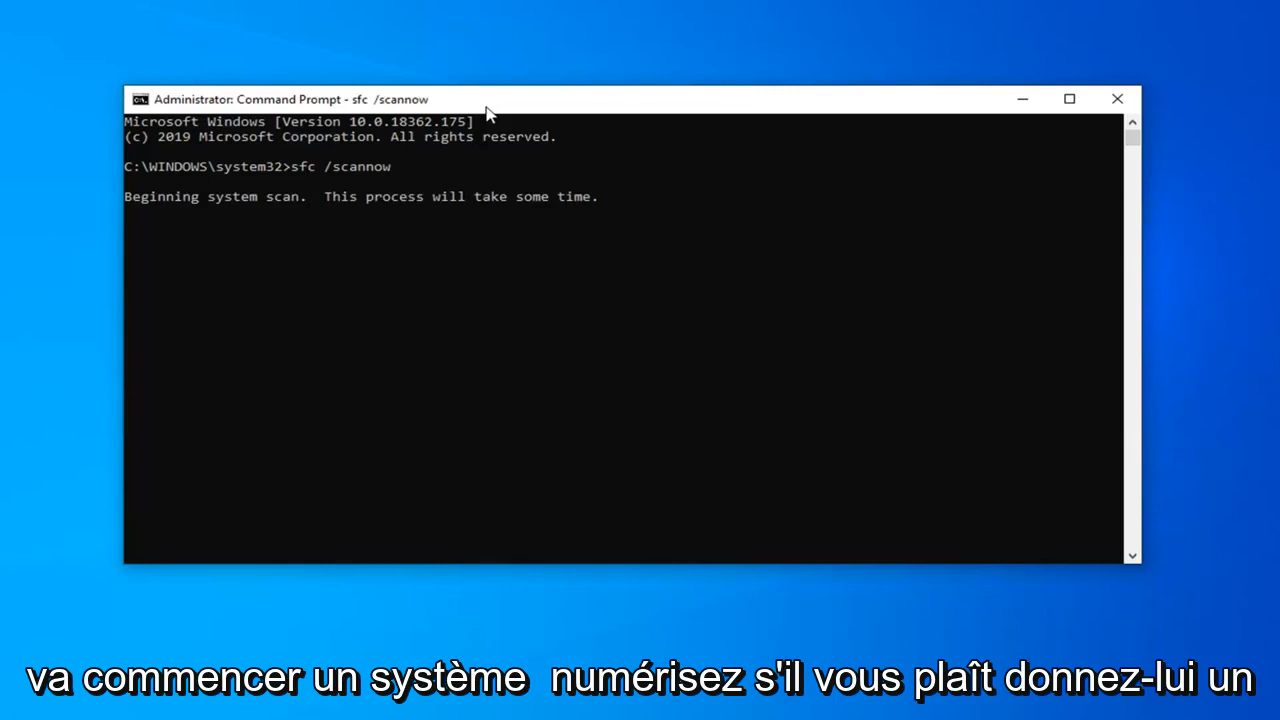 Administrator: Command Prompt - sfc /scannow
Microsoft Windows [Version 10.0.18362.175]
(c) 2019 Microsoft Corporation. All rights reserved.
C:\WINDOWS\system32>sfc /scannow
Beginning system scan.  This process will take some time.
va commencer un système  numérisez s'il vous plaît donnez-lui un